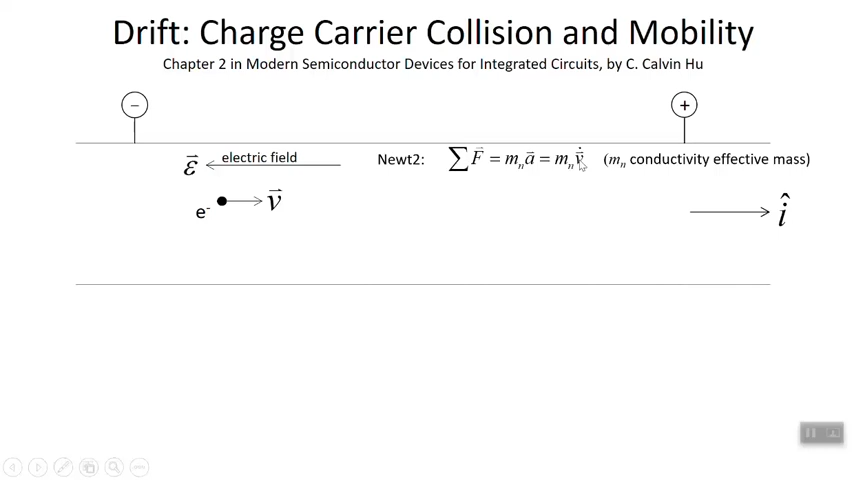 Drift: Charge Carrier Collision and Mobility
Chapter 2 in Modern Semiconductor Devices for Integrated Circuits, by C. Calvin Hu
− +
ℰ⃗ electric field Newt2: ∑F⃗ = mₙa⃗ = mₙv⃗̇ (mₙ conductivity effective mass)
e⁻ v⃗ î